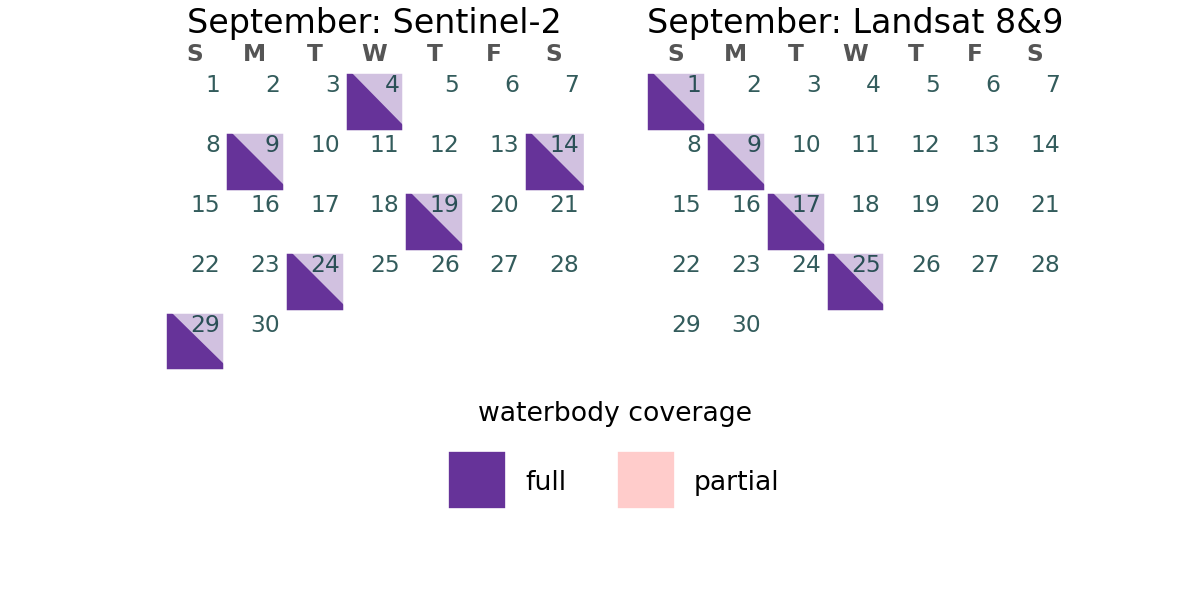 September: Sentinel-2
S M T W T F S
1 2 3 4 5 6 7
8 9 10 11 12 13 14
15 16 17 18 19 20 21
22 23 24 25 26 27 28
29 30
September: Landsat 8&9
S M T W T F S
1 2 3 4 5 6 7
8 9 10 11 12 13 14
15 16 17 18 19 20 21
22 23 24 25 26 27 28
29 30
waterbody coverage
full partial